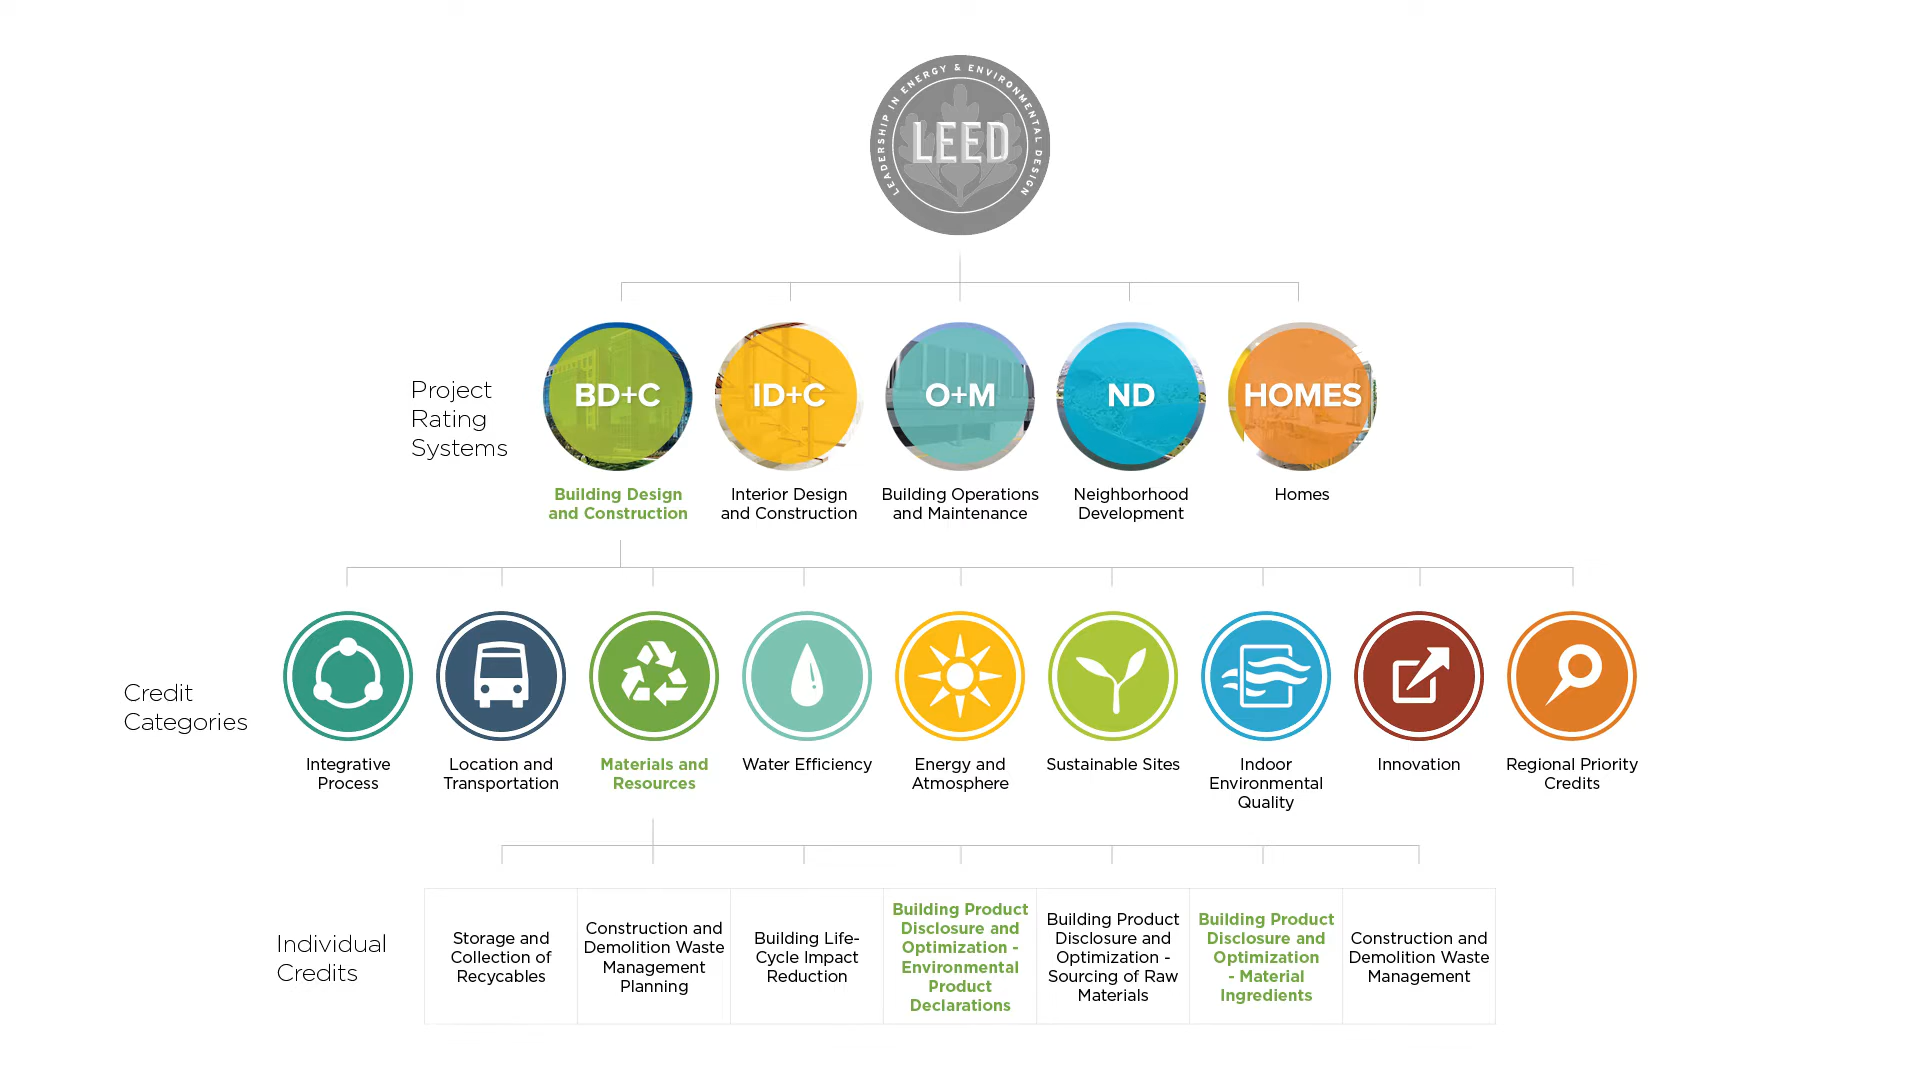 LEADERSHIP IN ENERGY & ENVIRONMENTAL DESIGN
LEED
Project
Rating
Systems
BD+C
ID+C
O+M
ND
HOMES
Building Design
and Construction
Interior Design
and Construction
Building Operations
and Maintenance
Neighborhood
Development
Homes
Credit
Categories
Integrative
Process
Location and
Transportation
Materials and
Resources
Water Efficiency
Energy and
Atmosphere
Sustainable Sites
Indoor
Environmental
Quality
Innovation
Regional Priority
Credits
Individual
Credits
Storage and
Collection of
Recycables
Construction and
Demolition Waste
Management
Planning
Building Life-
Cycle Impact
Reduction
Building Product
Disclosure and
Optimization -
Environmental
Product
Declarations
Building Product
Disclosure and
Optimization -
Sourcing of Raw
Materials
Building Product
Disclosure and
Optimization
- Material
Ingredients
Construction and
Demolition Waste
Management